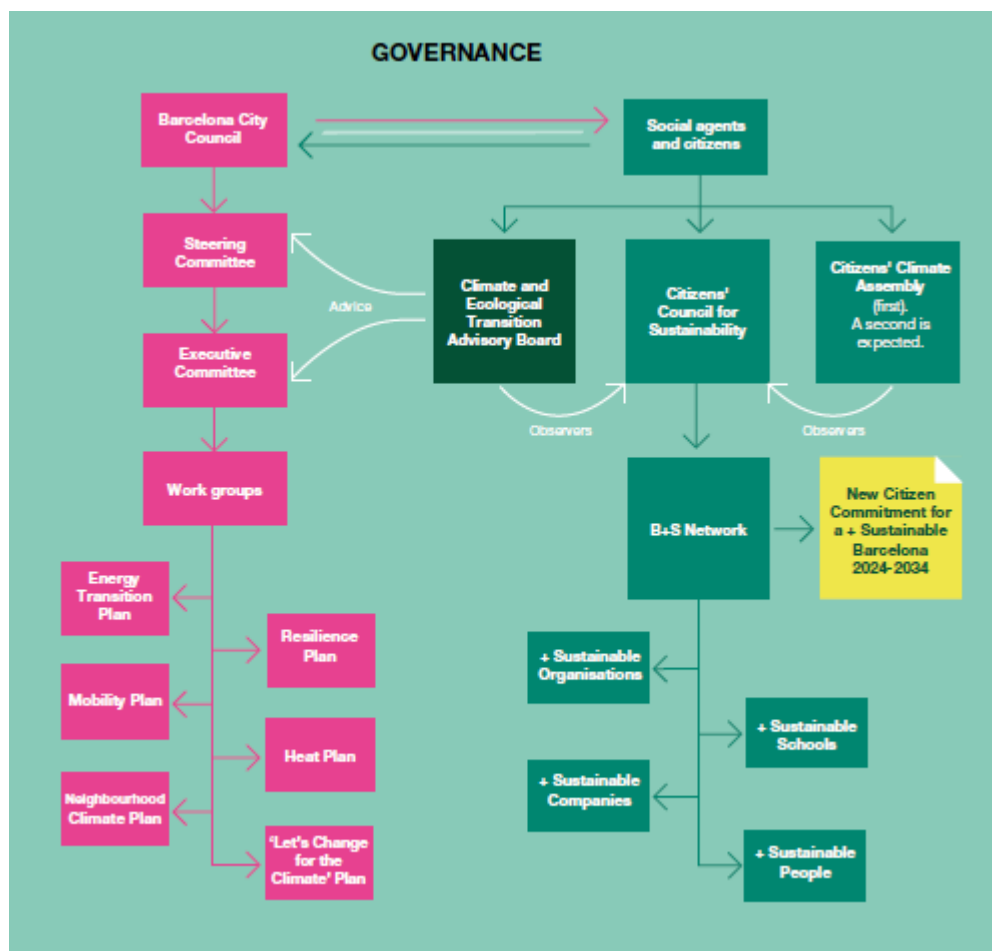 GOVERNANCE
Barcelona City
Council
Social agents
and citizens
Steering
Committee
Advice
Executive
Committee
Climate and
Ecological
Transition
Advisory Board
Citizens'
Council for
Sustainability
Citizens' Climate
Assembly
(first).
A second is
expected.
Observers
Observers
Work groups
B+S Network
New Citizen
Commitment for
a + Sustainable
Barcelona
2024-2034
Energy
Transition
Plan
Resilience
Plan
Mobility Plan
Heat Plan
Neighbourhood
Climate Plan
‘Let's Change
for the
Climate’ Plan
+ Sustainable
Organisations
+ Sustainable
Schools
+ Sustainable
Companies
+ Sustainable
People